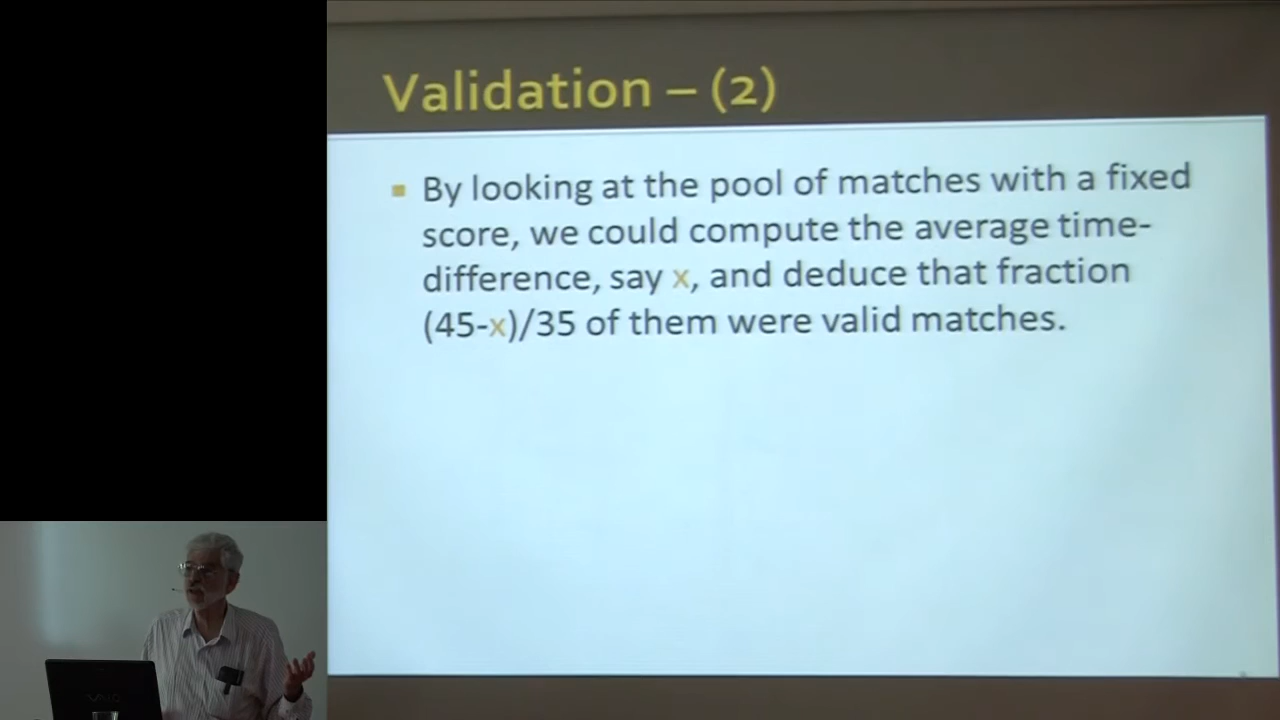 Validation – (2)
By looking at the pool of matches with a fixed
score, we could compute the average time-
difference, say x, and deduce that fraction
(45-x)/35 of them were valid matches.
VAIO